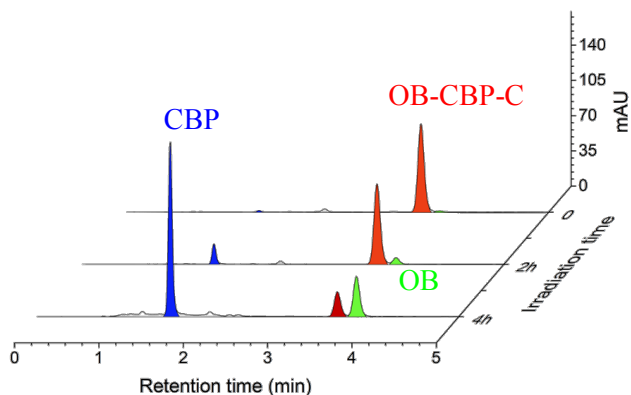 140
105
70
35
0
mAU
OB-CBP-C
CBP
0
2h
4h
Irradiation time
OB
0 1 2 3 4 5
Retention time (min)